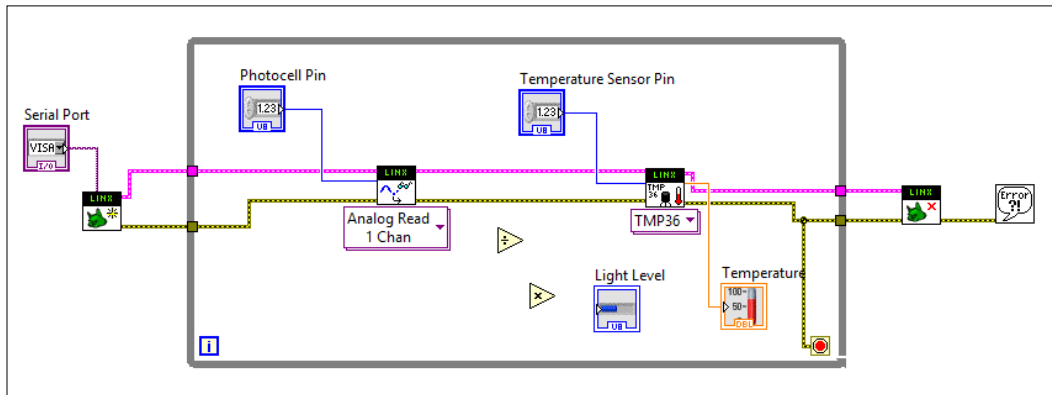 Photocell Pin
Temperature Sensor Pin
1.23
U8
1.23
U8
Serial Port
VISA
I/O
LINX
LINX
LINX
TMP
36
LINX
Error
?!
Analog Read
1 Chan
TMP36
÷
×
Light Level
U8
Temperature
100
50
DBL
i